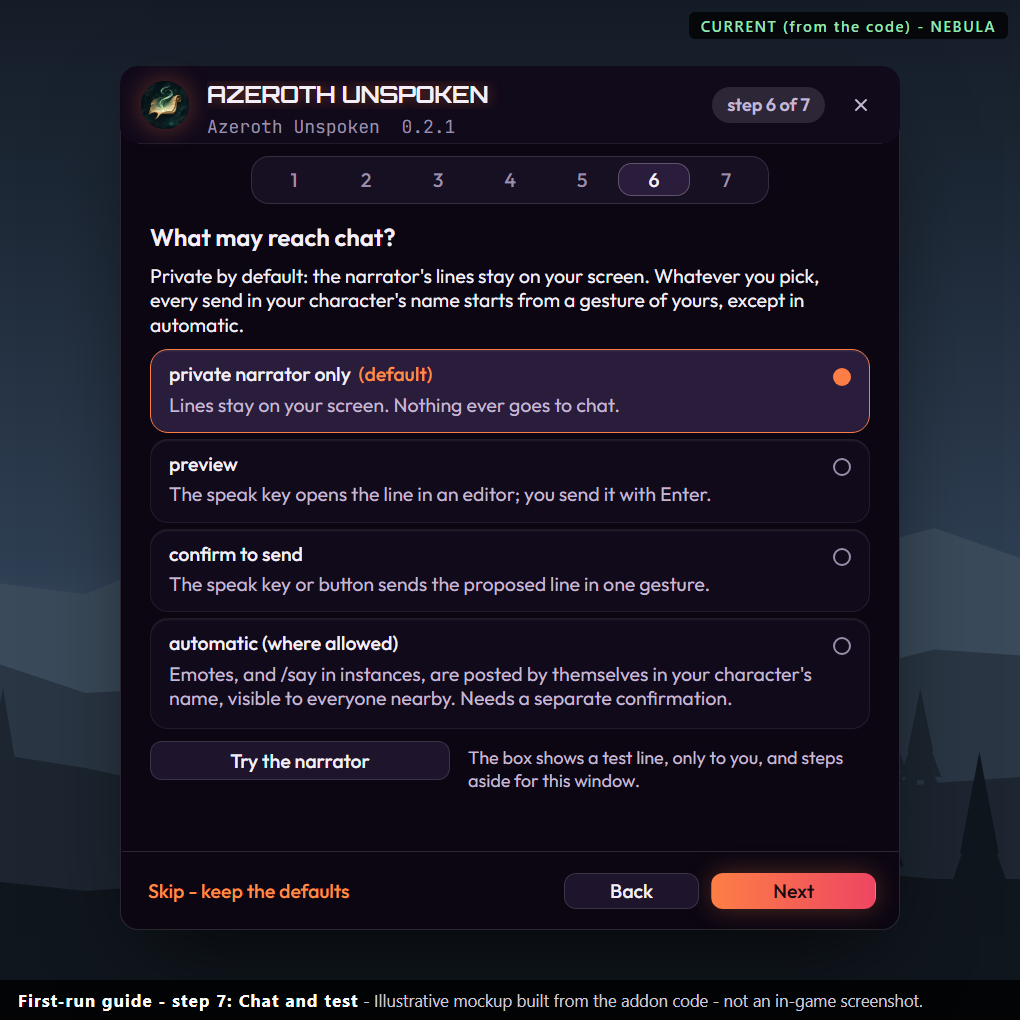 CURRENT (from the code) - NEBULA
AZEROTH UNSPOKEN
Azeroth Unspoken 0.2.1
step 6 of 7
1 2 3 4 5 6 7
What may reach chat?
Private by default: the narrator's lines stay on your screen. Whatever you pick,
every send in your character's name starts from a gesture of yours, except in
automatic.
private narrator only (default)
Lines stay on your screen. Nothing ever goes to chat.
preview
The speak key opens the line in an editor; you send it with Enter.
confirm to send
The speak key or button sends the proposed line in one gesture.
automatic (where allowed)
Emotes, and /say in instances, are posted by themselves in your character's
name, visible to everyone nearby. Needs a separate confirmation.
Try the narrator
The box shows a test line, only to you, and steps
aside for this window.
Skip - keep the defaults
Back
Next
First-run guide - step 7: Chat and test - Illustrative mockup built from the addon code - not an in-game screenshot.